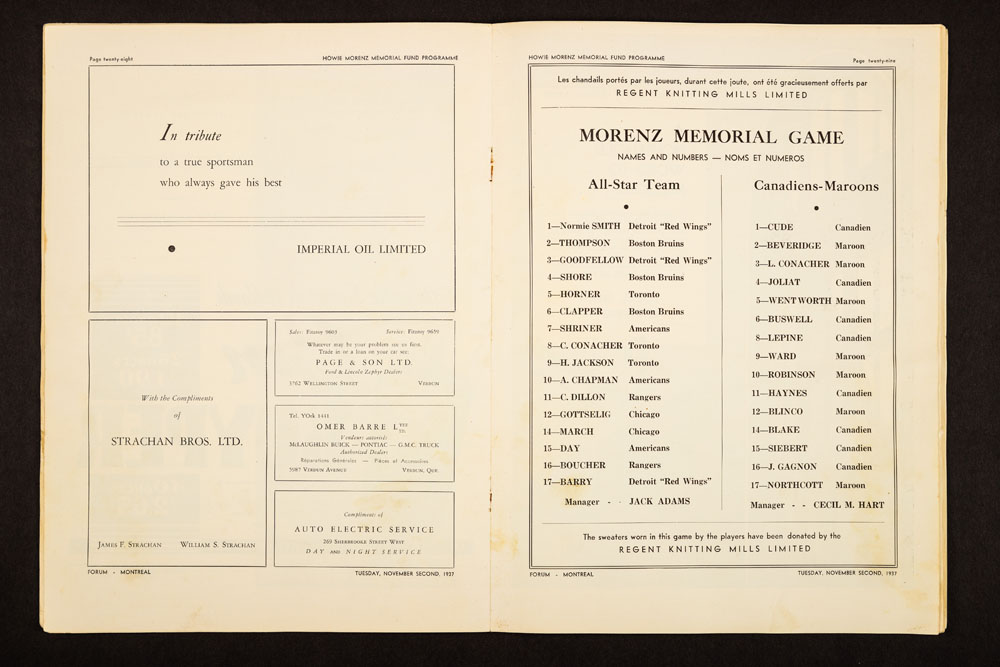 Page twenty-eight
HOWIE MORENZ MEMORIAL FUND PROGRAMME
In tribute
to a true sportsman
who always gave his best
IMPERIAL OIL LIMITED
With the Compliments
of
STRACHAN BROS. LTD.
JAMES F. STRACHAN WILLIAM S. STRACHAN
Sales: Fitzroy 9603 Service: Fitzroy 9659
Whatever may be your problem see us first.
Trade in or a loan on your car see:
PAGE & SON LTD.
Ford & Lincoln Zephyr Dealers
3762 WELLINGTON STREET VERDUN
Tel. YOrk 1441
OMER BARRE LTÉE LTD.
Vendeurs autorisés
McLAUGHLIN BUICK — PONTIAC — G.M.C. TRUCK
Authorized Dealers
Réparations Générales — Pièces et Accessoires
5987 VERDUN AVENUE VERDUN, QUE.
Compliments of
AUTO ELECTRIC SERVICE
269 SHERBROOKE STREET WEST
DAY AND NIGHT SERVICE
FORUM - MONTREAL
TUESDAY, NOVEMBER SECOND, 1937
HOWIE MORENZ MEMORIAL FUND PROGRAMME
Page twenty-nine
Les chandails portés par les joueurs, durant cette joute, ont été gracieusement offerts par
REGENT KNITTING MILLS LIMITED
MORENZ MEMORIAL GAME
NAMES AND NUMBERS — NOMS ET NUMEROS
All-Star Team
1—Normie SMITH Detroit "Red Wings"
2—THOMPSON Boston Bruins
3—GOODFELLOW Detroit "Red Wings"
4—SHORE Boston Bruins
5—HORNER Toronto
6—CLAPPER Boston Bruins
7—SHRINER Americans
8—C. CONACHER Toronto
9—H. JACKSON Toronto
10—A. CHAPMAN Americans
11—C. DILLON Rangers
12—GOTTSELIG Chicago
14—MARCH Chicago
15—DAY Americans
16—BOUCHER Rangers
17—BARRY Detroit "Red Wings"
Manager - - JACK ADAMS
Canadiens-Maroons
1—CUDE Canadien
2—BEVERIDGE Maroon
3—L. CONACHER Maroon
4—JOLIAT Canadien
5—WENTWORTH Maroon
6—BUSWELL Canadien
8—LEPINE Canadien
9—WARD Maroon
10—ROBINSON Maroon
11—HAYNES Canadien
12—BLINCO Maroon
14—BLAKE Canadien
15—SIEBERT Canadien
16—J. GAGNON Canadien
17—NORTHCOTT Maroon
Manager - - CECIL M. HART
The sweaters worn in this game by the players have been donated by the
REGENT KNITTING MILLS LIMITED
FORUM - MONTREAL
TUESDAY, NOVEMBER SECOND, 1937